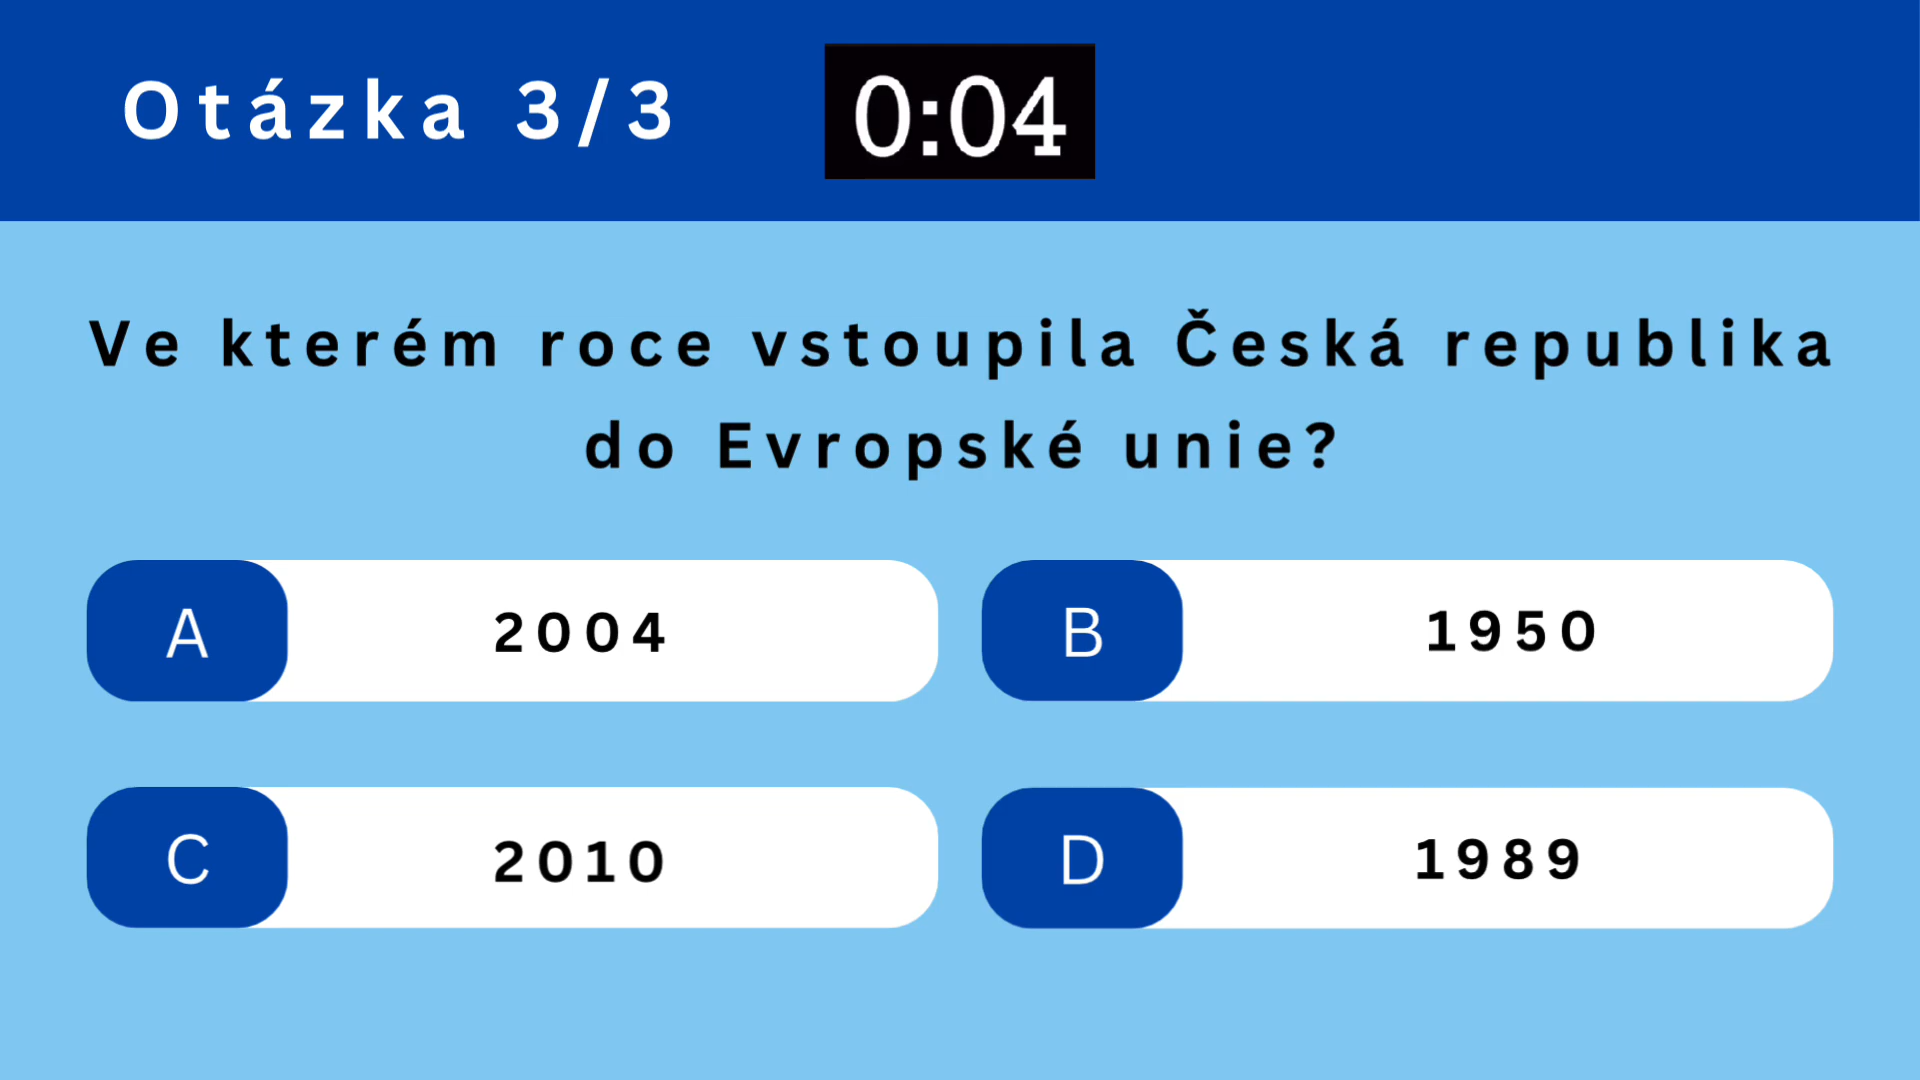 Otázka 3/3
0:04
Ve kterém roce vstoupila Česká republika
do Evropské unie?
A 2004
B 1950
C 2010
D 1989